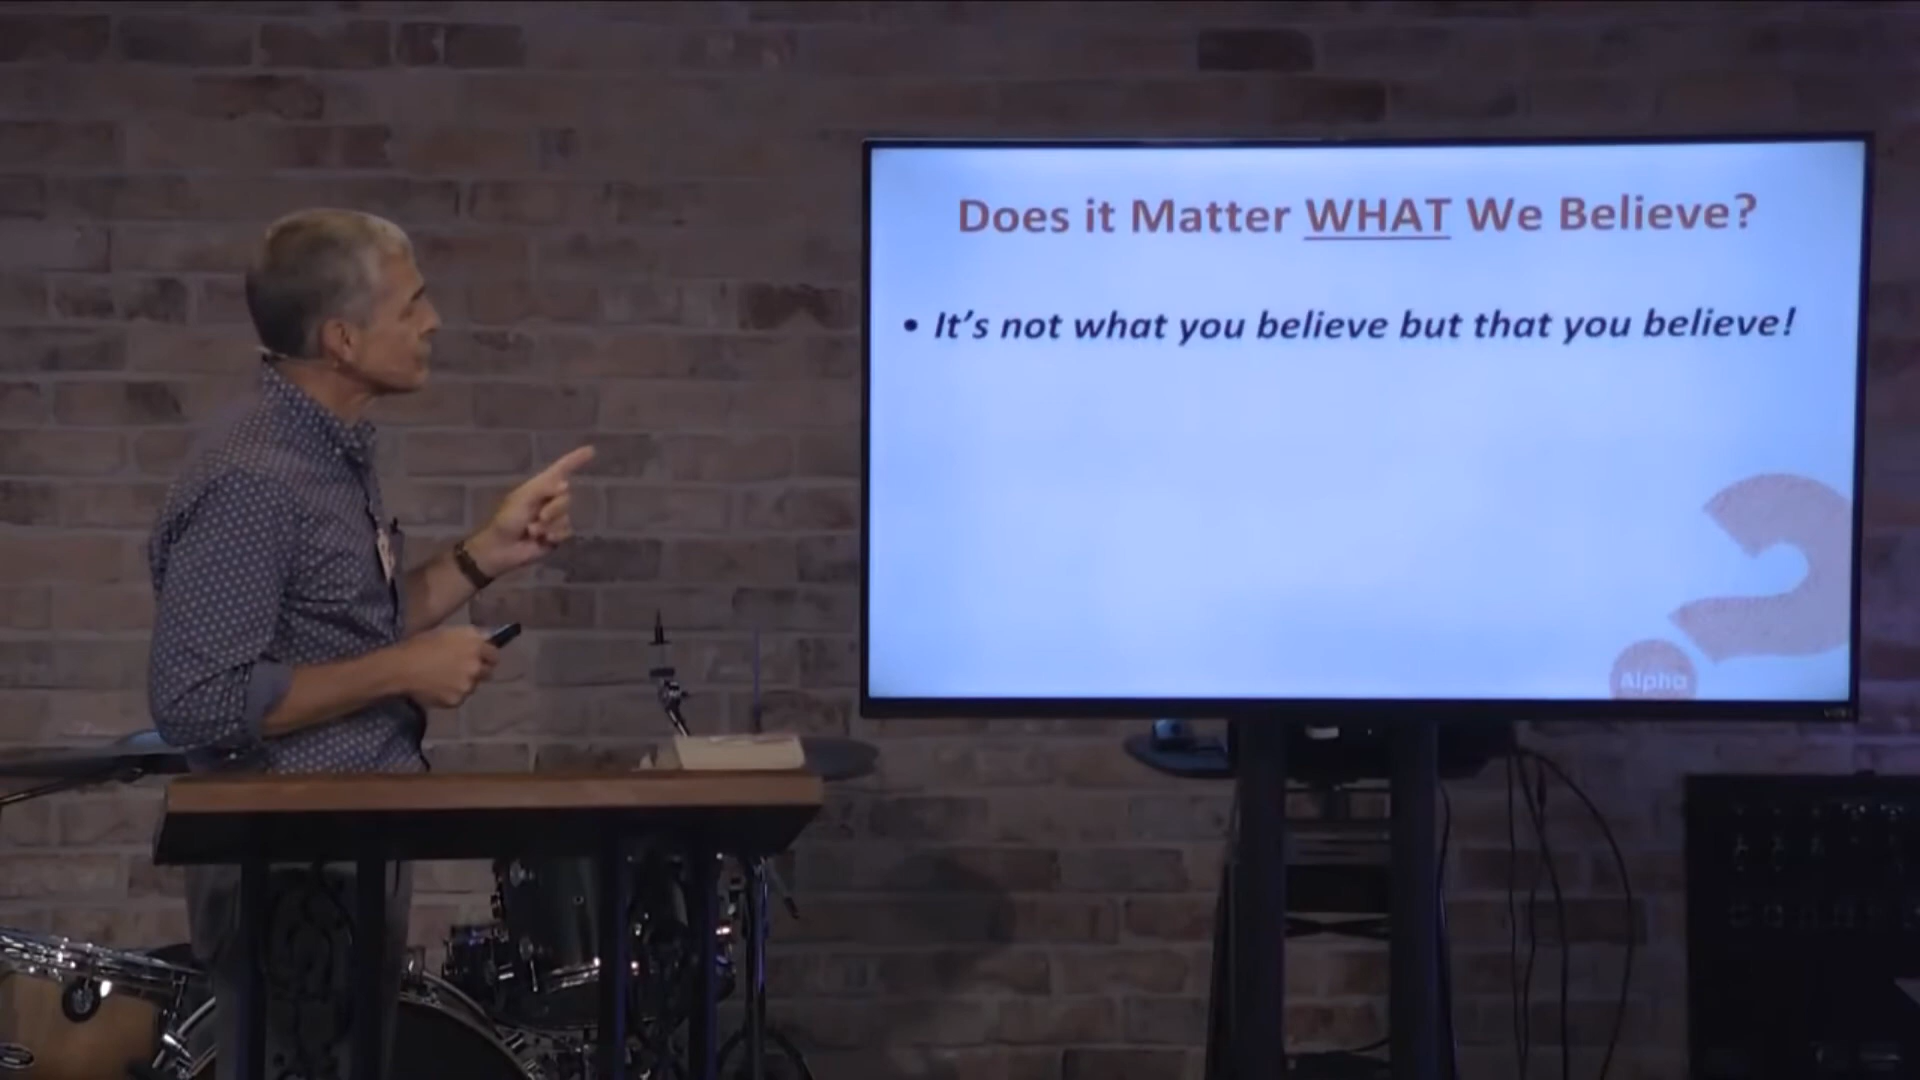 Does it Matter WHAT We Believe?
• It's not what you believe but that you believe!
Alpha